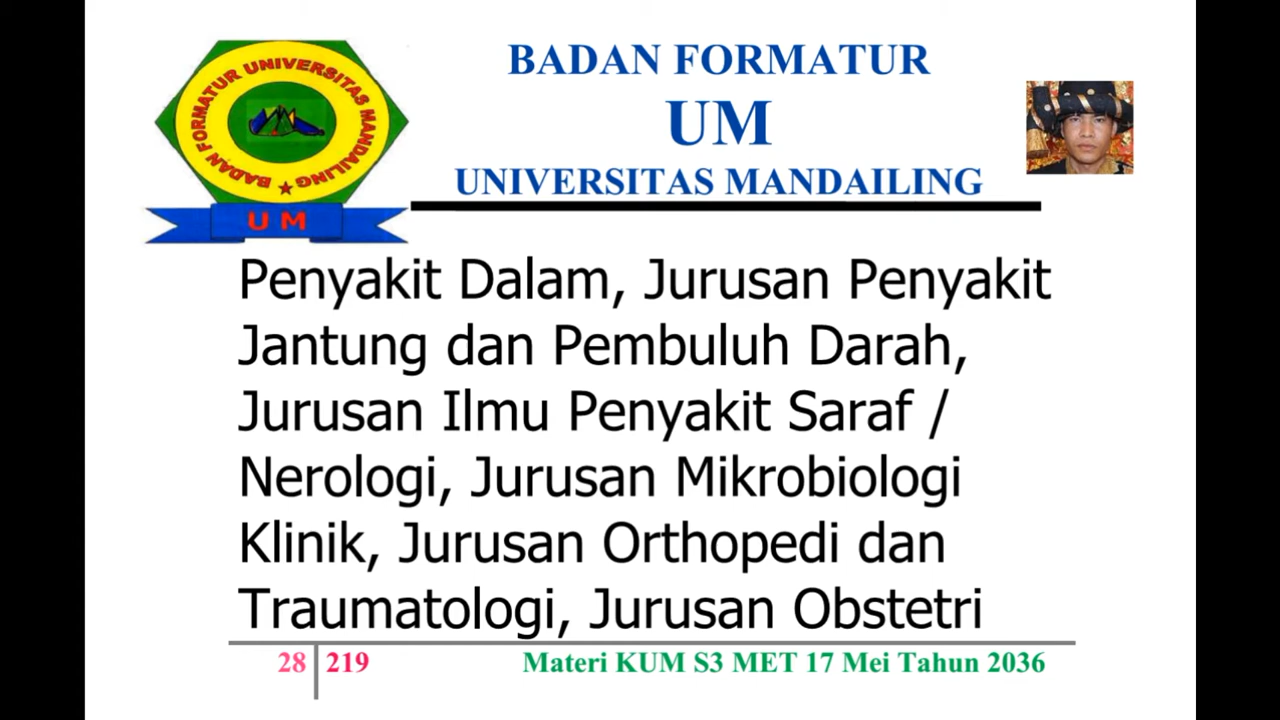 BADAN FORMATUR UNIVERSITAS MANDAILING
U M
BADAN FORMATUR
UM
UNIVERSITAS MANDAILING
Penyakit Dalam, Jurusan Penyakit
Jantung dan Pembuluh Darah,
Jurusan Ilmu Penyakit Saraf /
Nerologi, Jurusan Mikrobiologi
Klinik, Jurusan Orthopedi dan
Traumatologi, Jurusan Obstetri
28 219 Materi KUM S3 MET 17 Mei Tahun 2036